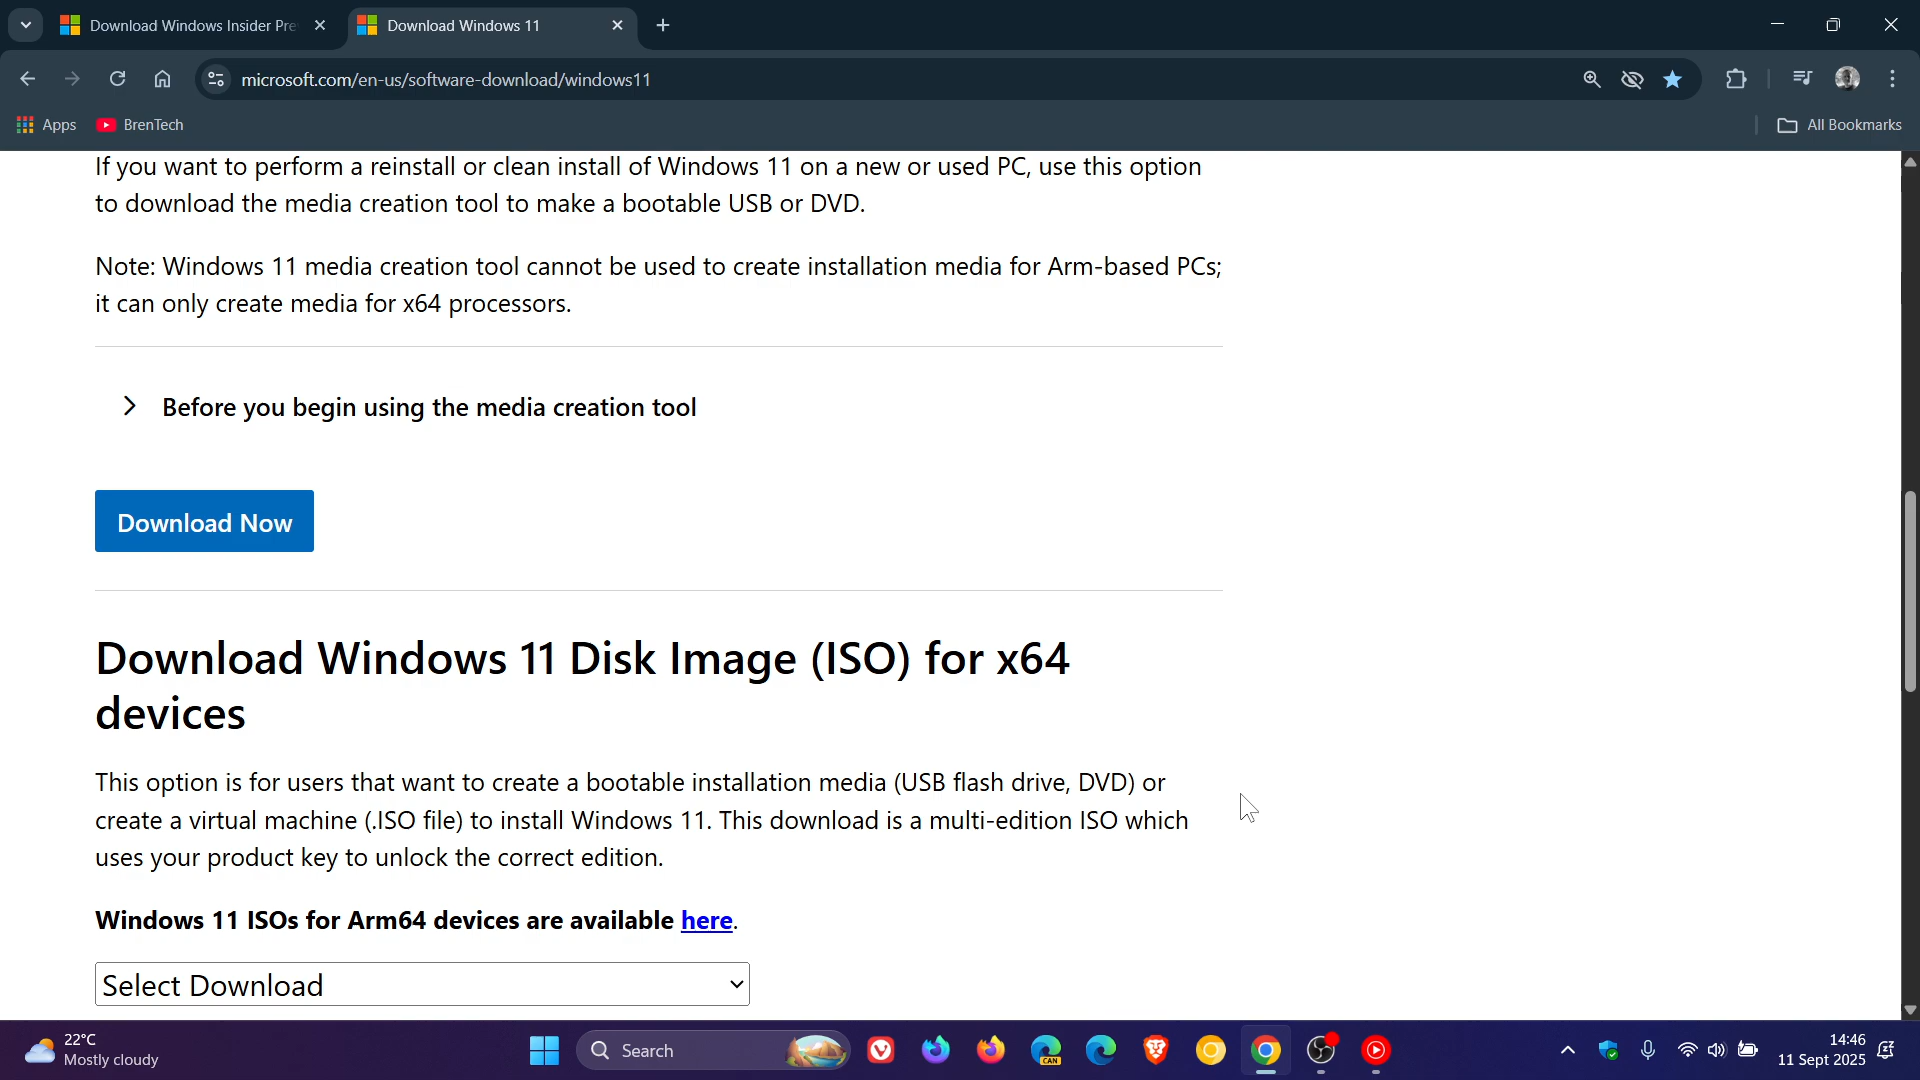 Download Windows Insider Pre
Download Windows 11
microsoft.com/en-us/software-download/windows11
Apps
BrenTech
All Bookmarks
If you want to perform a reinstall or clean install of Windows 11 on a new or used PC, use this option
to download the media creation tool to make a bootable USB or DVD.
Note: Windows 11 media creation tool cannot be used to create installation media for Arm-based PCs;
it can only create media for x64 processors.
Before you begin using the media creation tool
Download Now
Download Windows 11 Disk Image (ISO) for x64
devices
This option is for users that want to create a bootable installation media (USB flash drive, DVD) or
create a virtual machine (.ISO file) to install Windows 11. This download is a multi-edition ISO which
uses your product key to unlock the correct edition.
Windows 11 ISOs for Arm64 devices are available here.
Select Download
22°C
Mostly cloudy
Search
CAN
14:46
11 Sept 2025